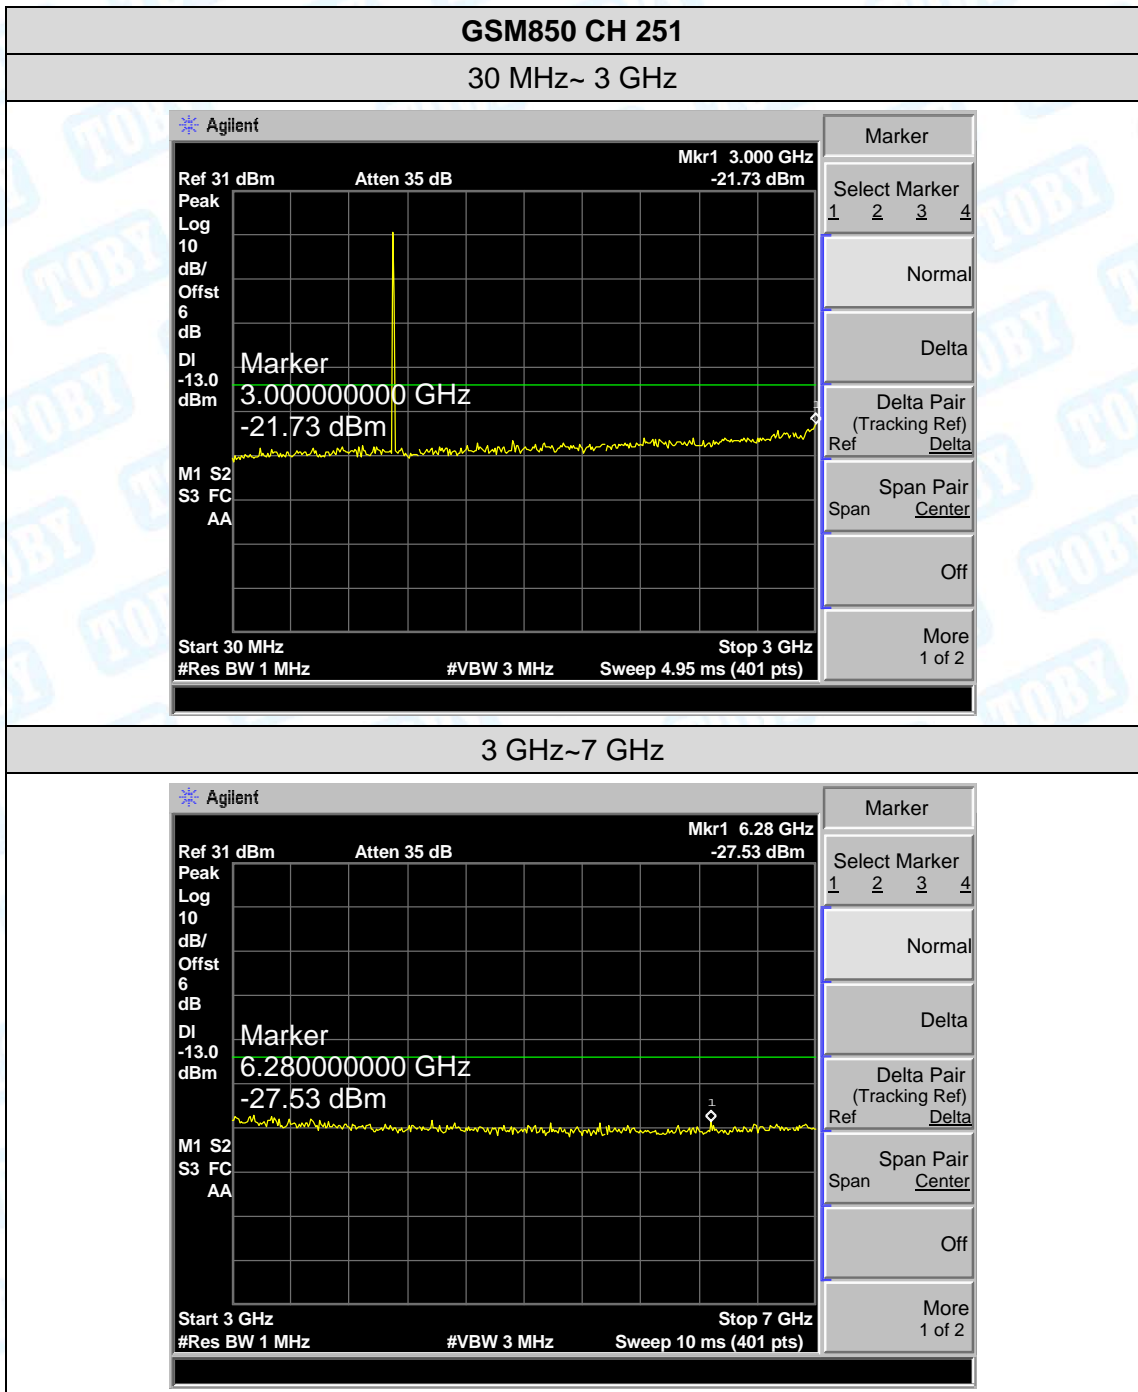 GSM850 CH 251
30 MHz~ 3 GHz
Agilent
Marker
Mkr1 3.000 GHz
Ref 31 dBm Atten 35 dB -21.73 dBm
Select Marker
1 2 3 4
Peak
Log
10
dB/
Offst
6
dB
DI
-13.0
dBm
Marker
3.000000000 GHz
-21.73 dBm
1
M1 S2
S3 FC
AA
Normal
Delta
Delta Pair
(Tracking Ref)
Ref Delta
Span Pair
Span Center
Off
More
1 of 2
Start 30 MHz Stop 3 GHz
#Res BW 1 MHz #VBW 3 MHz Sweep 4.95 ms (401 pts)
3 GHz~7 GHz
Agilent
Marker
Mkr1 6.28 GHz
Ref 31 dBm Atten 35 dB -27.53 dBm
Select Marker
1 2 3 4
Peak
Log
10
dB/
Offst
6
dB
DI
-13.0
dBm
Marker
6.280000000 GHz
-27.53 dBm
1
M1 S2
S3 FC
AA
Normal
Delta
Delta Pair
(Tracking Ref)
Ref Delta
Span Pair
Span Center
Off
More
1 of 2
Start 3 GHz Stop 7 GHz
#Res BW 1 MHz #VBW 3 MHz Sweep 10 ms (401 pts)
TOBY